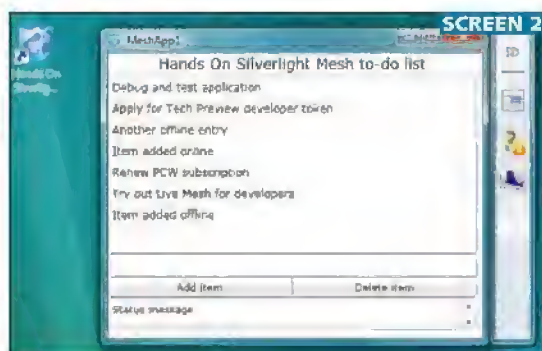 SCREEN 2
MeshApp1
Hands On
Hands On Silverlight Mesh to-do list
Debug and test application
Apply for Tech Preview developer token
Another offline entry
Item added online
Renew PCW subscription
Try out Live Mesh for developers
Item added offline
Add item
Delete item
Status message